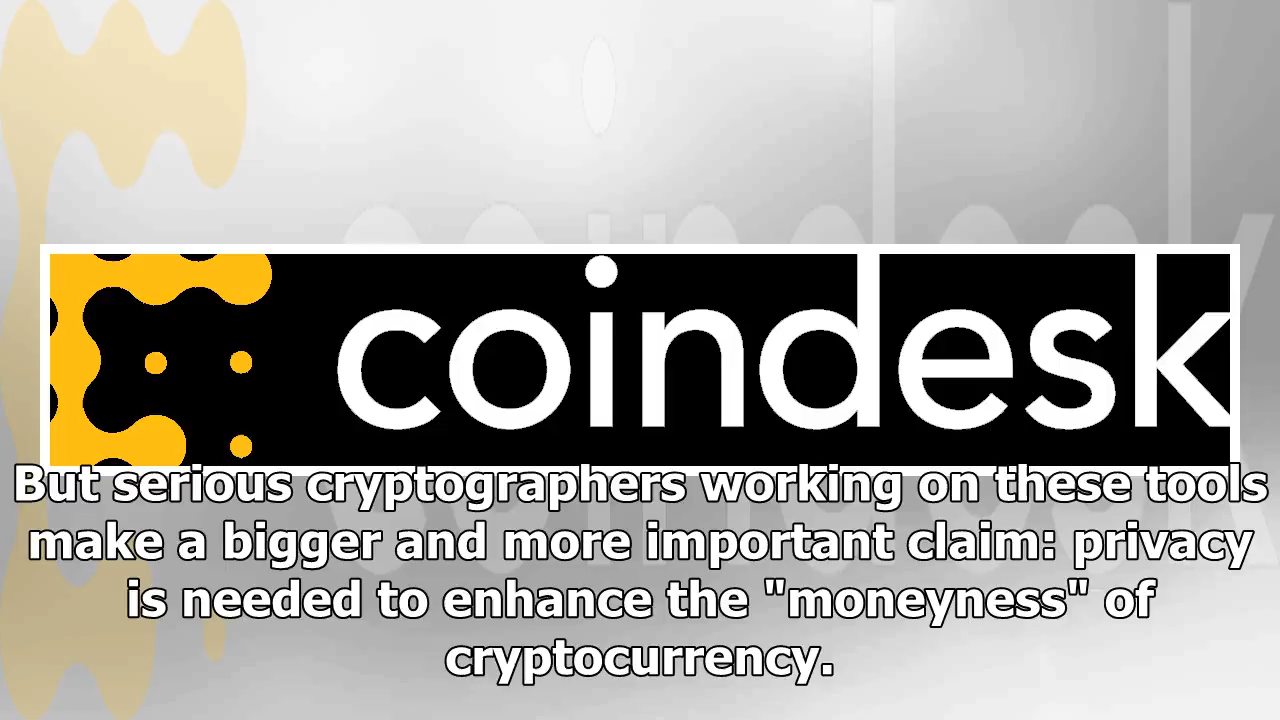 coindesk
But serious cryptographers working on these tools
make a bigger and more important claim: privacy
is needed to enhance the "moneyness" of
cryptocurrency.